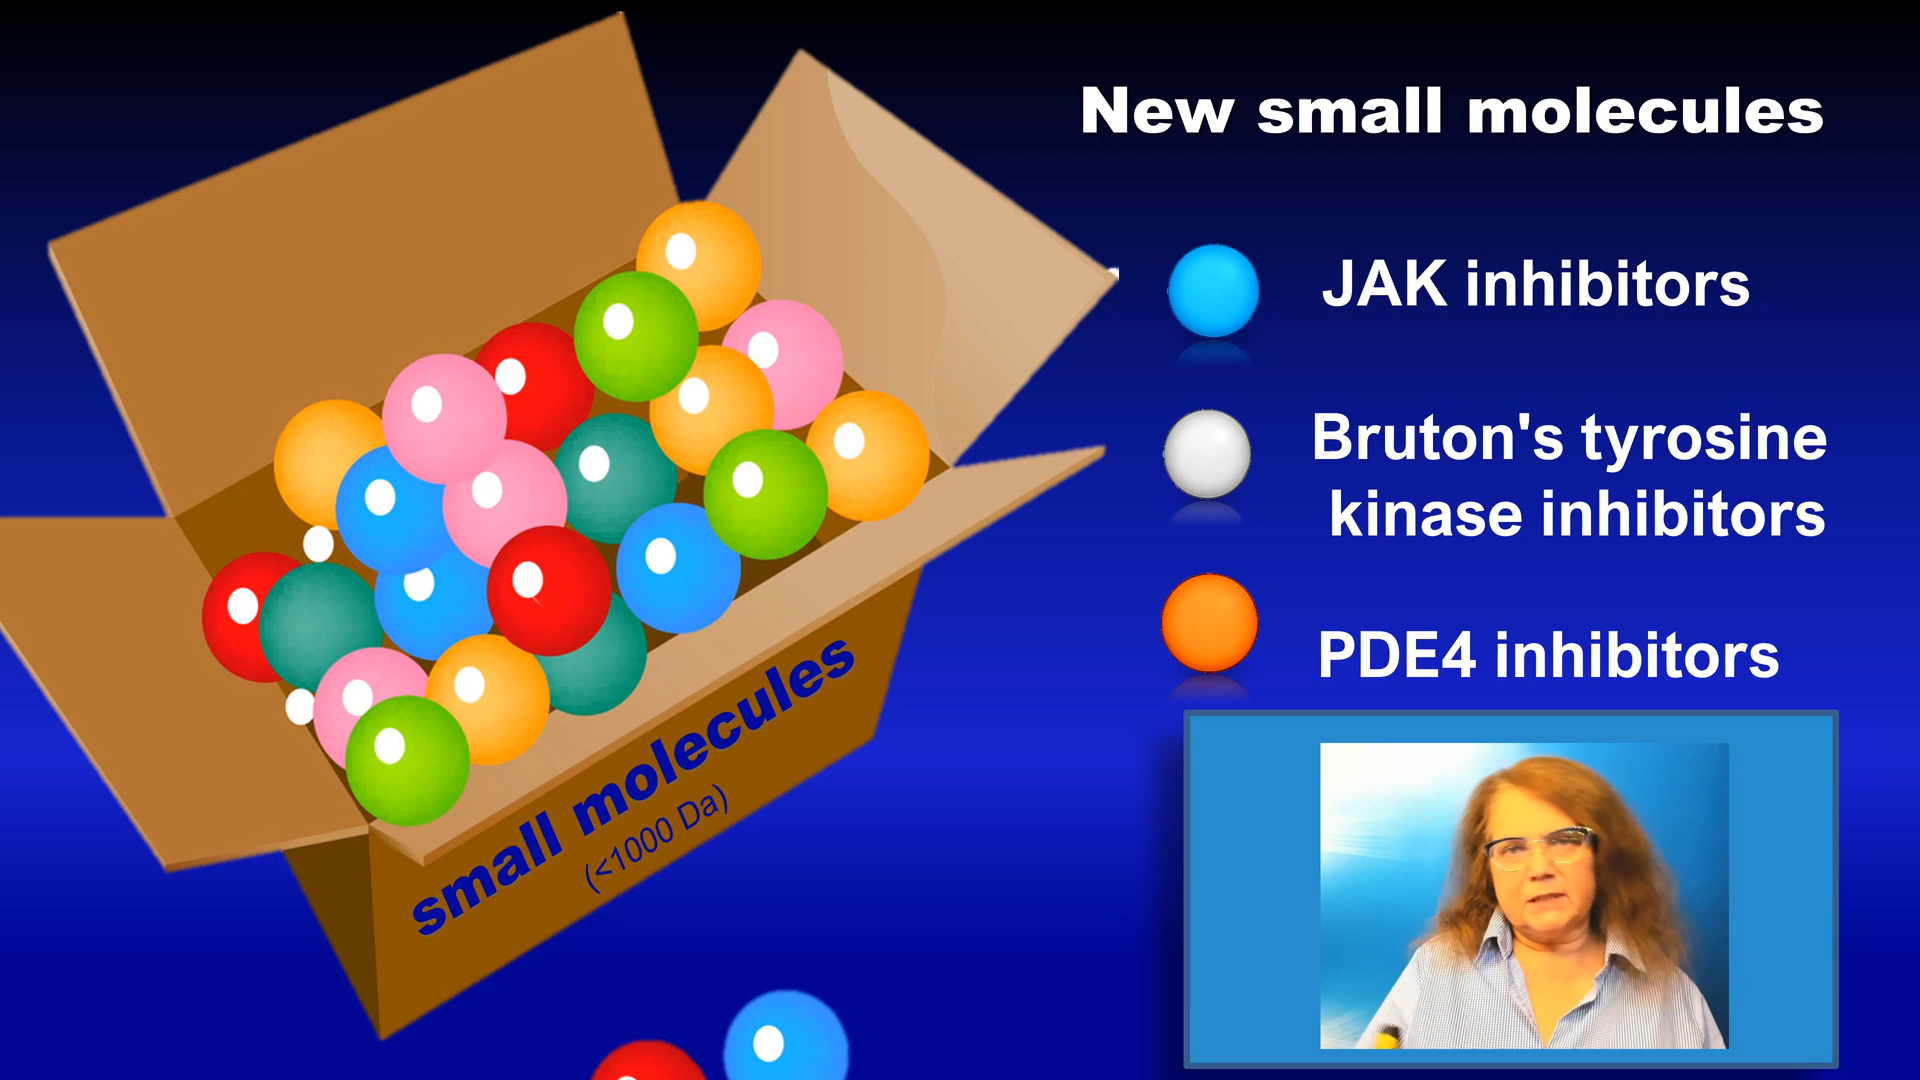 New small molecules
JAK inhibitors
Bruton's tyrosine
kinase inhibitors
PDE4 inhibitors
small molecules
(<1000 Da)